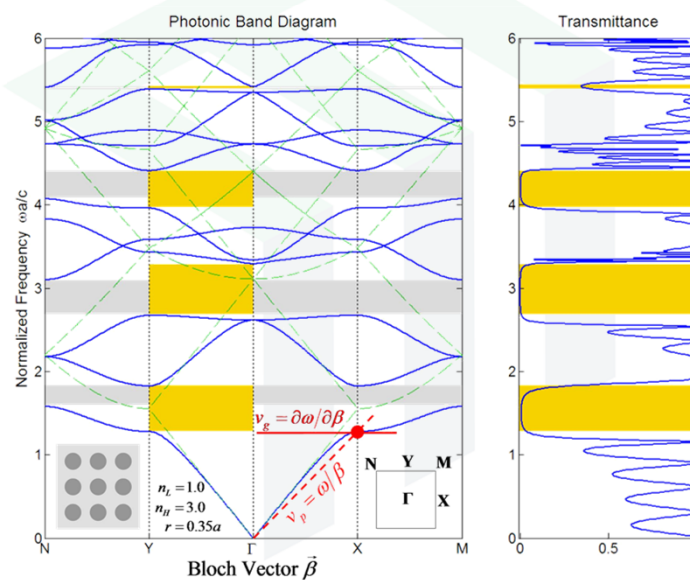 Photonic Band Diagram
Transmittance
Normalized Frequency ωa/c
6
5
4
3
2
1
0
6
5
4
3
2
1
0
v_g = ∂ω/∂β
v_p = ω/β
n_L = 1.0
n_H = 3.0
r = 0.35a
N Y M
Γ X
N Y Γ X M
0 0.5
Bloch Vector β⃗